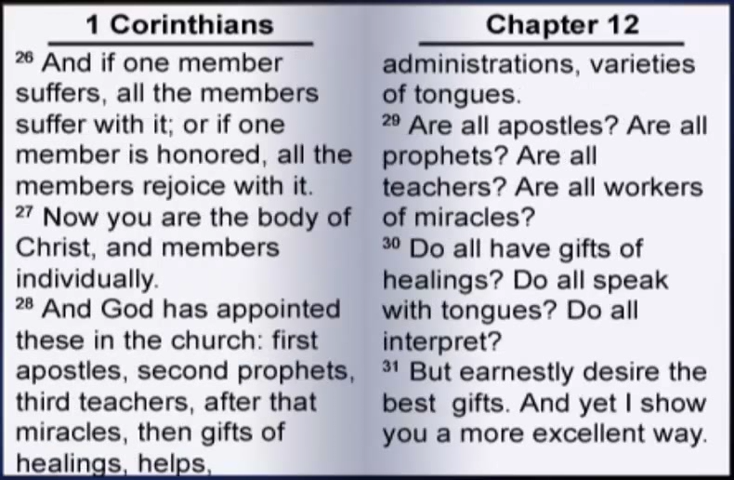 1 Corinthians
26 And if one member
suffers, all the members
suffer with it; or if one
member is honored, all the
members rejoice with it.
27 Now you are the body of
Christ, and members
individually.
28 And God has appointed
these in the church: first
apostles, second prophets,
third teachers, after that
miracles, then gifts of
healings, helps,
Chapter 12
administrations, varieties
of tongues.
29 Are all apostles? Are all
prophets? Are all
teachers? Are all workers
of miracles?
30 Do all have gifts of
healings? Do all speak
with tongues? Do all
interpret?
31 But earnestly desire the
best gifts. And yet I show
you a more excellent way.